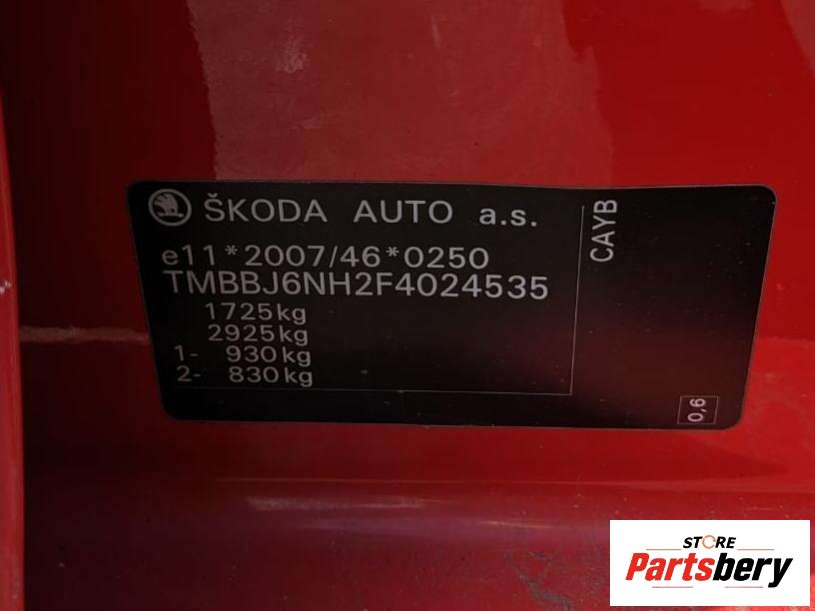 ŠKODA AUTO a.s.
e11*2007/46*0250
TMBBJ6NH2F4024535
1725kg
2925kg
1- 930kg
2- 830kg
CAYB
0,6
STORE
Partsbery